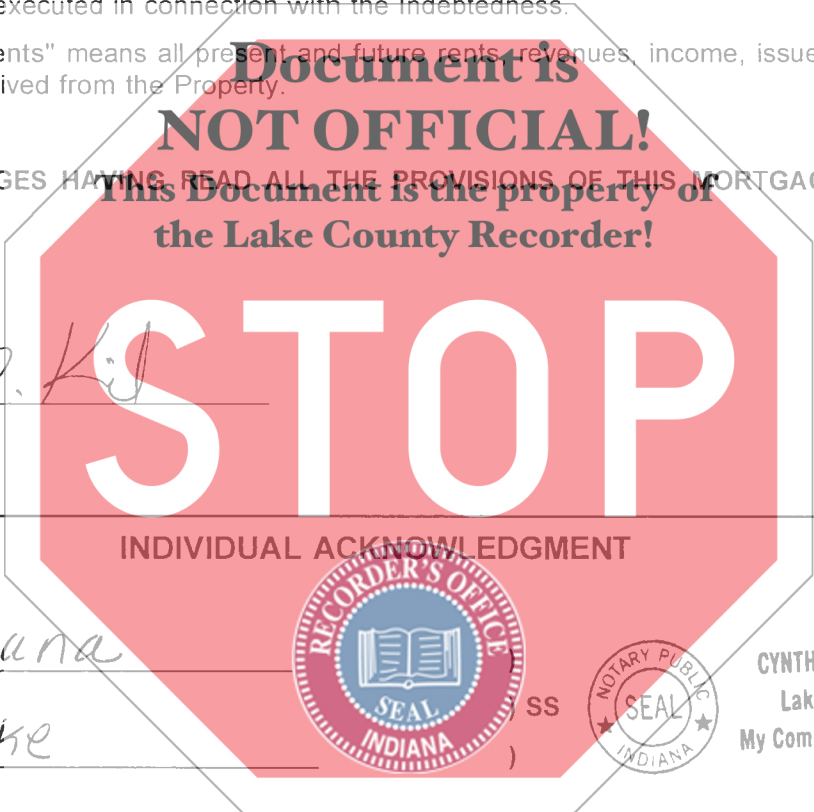 executed in connection with the Indebtedness.
ents" means all present and future rents, revenues, income, issue
ived from the Property.
Document is
NOT OFFICIAL!
GES HAVING READ ALL THE PROVISIONS OF THIS MORTGAG
This Document is the property of
the Lake County Recorder!
STOP
INDIVIDUAL ACKNOWLEDGMENT
RECORDER'S OFFICE
SEAL
INDIANA
ana
)
) SS
)
ke
NOTARY PUBLIC
SEAL
INDIANA
CYNTH
Lak
My Com